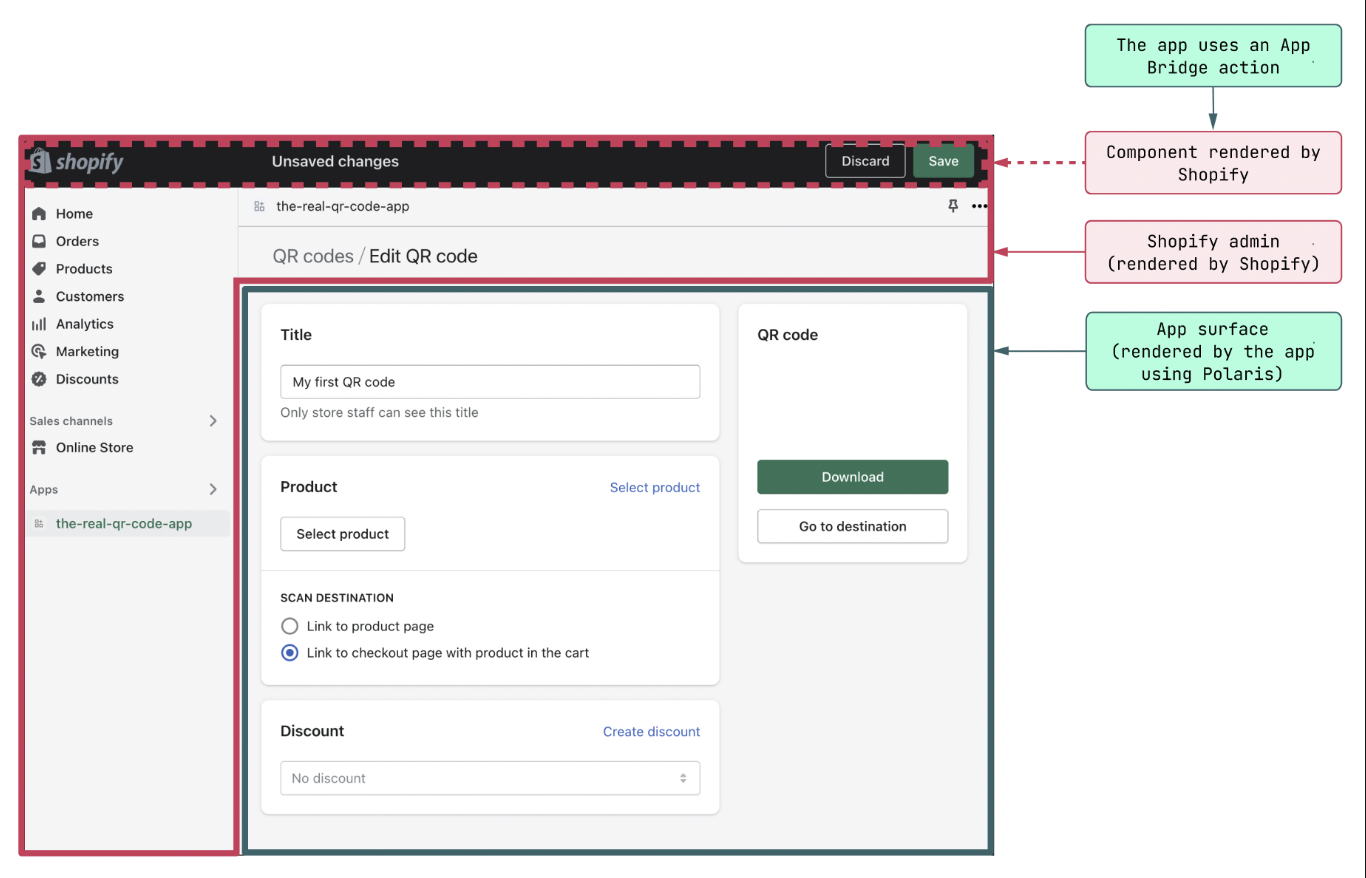 The app uses an App
Bridge action
Component rendered by
Shopify
Shopify admin
(rendered by Shopify)
App surface
(rendered by the app
using Polaris)
shopify
Unsaved changes
Discard
Save
Home
Orders
Products
Customers
Analytics
Marketing
Discounts
Sales channels
Online Store
Apps
the-real-qr-code-app
the-real-qr-code-app
QR codes / Edit QR code
Title
My first QR code
Only store staff can see this title
Product
Select product
Select product
SCAN DESTINATION
Link to product page
Link to checkout page with product in the cart
Discount
Create discount
No discount
QR code
Download
Go to destination